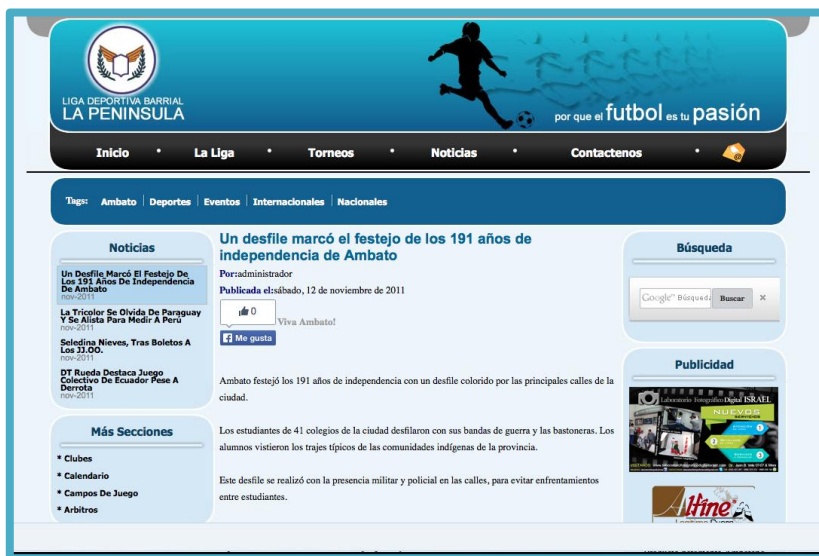 LIGA DEPORTIVA BARRIAL
LA PENINSULA
por que el futbol es tu pasión
Inicio • La Liga • Torneos • Noticias • Contactenos •
Tags: Ambato | Deportes | Eventos | Internacionales | Nacionales
Noticias
Un Desfile Marcó El Festejo De
Los 191 Años De Independencia
De Ambato
nov-2011
La Tricolor Se Olvida De Paraguay
Y Se Alista Para Medir A Perú
nov-2011
Seledina Nieves, Tras Boletos A
Los JJ.OO.
nov-2011
DT Rueda Destaca Juego
Colectivo De Ecuador Pese A
Derrota
nov-2011
Más Secciones
* Clubes
* Calendario
* Campos De Juego
* Arbitros
Un desfile marcó el festejo de los 191 años de
independencia de Ambato
Por:administrador
Publicada el:sábado, 12 de noviembre de 2011
0
Viva Ambato!
Me gusta
Ambato festejó los 191 años de independencia con un desfile colorido por las principales calles de la
ciudad.
Los estudiantes de 41 colegios de la ciudad desfilaron con sus bandas de guerra y las bastoneras. Los
alumnos vistieron los trajes típicos de las comunidades indígenas de la provincia.
Este desfile se realizó con la presencia militar y policial en las calles, para evitar enfrentamientos
entre estudiantes.
Búsqueda
Google™ Búsqueda Buscar ×
Publicidad
Laboratorio Fotográfico Digital ISRAEL
NUEVOS
SERVICIOS
1
2
3
Alfine